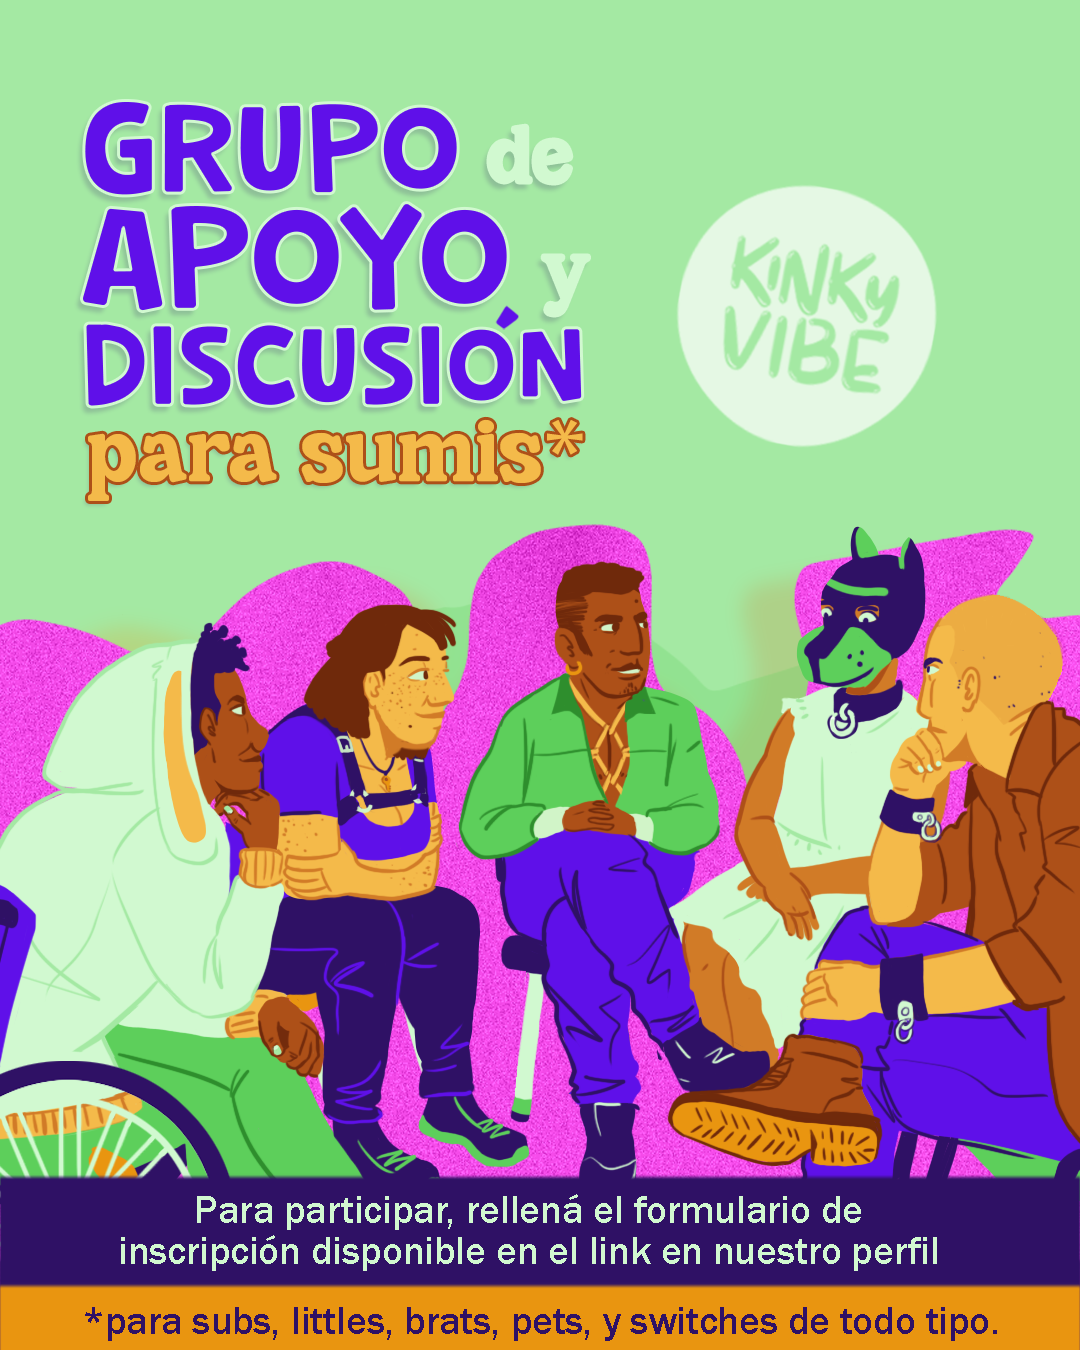 GRUPO de
APOYO y
DISCUSIÓN
para sumis*
KINKY
VIBE
Para participar, rellená el formulario de
inscripción disponible en el link en nuestro perfil
*para subs, littles, brats, pets, y switches de todo tipo.